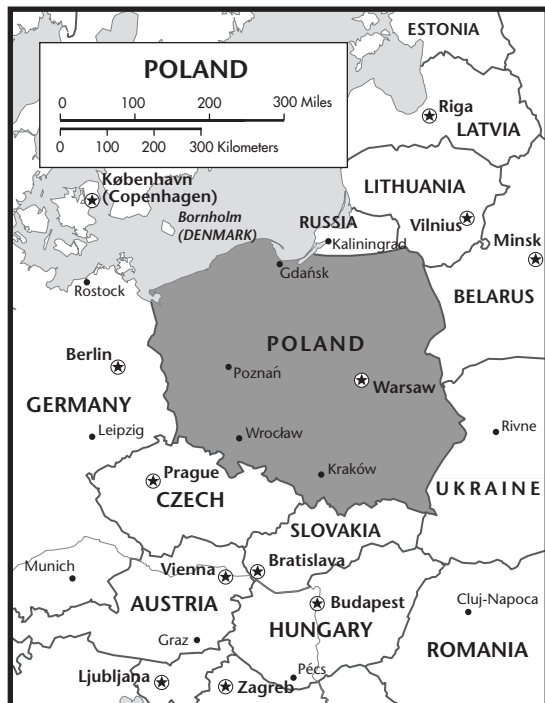 ESTONIA
POLAND
0 100 200 300 Miles
0 100 200 300 Kilometers
Riga
LATVIA
København
(Copenhagen)
LITHUANIA
Bornholm
(DENMARK)
RUSSIA
Vilnius
Kaliningrad
Minsk
Gdańsk
Rostock
BELARUS
POLAND
Berlin
Poznań
Warsaw
GERMANY
Leipzig
Wrocław
Rivne
Prague
Kraków
CZECH
UKRAINE
SLOVAKIA
Munich
Vienna
Bratislava
AUSTRIA
Budapest
Cluj-Napoca
Graz
HUNGARY
ROMANIA
Ljubljana
Pécs
Zagreb